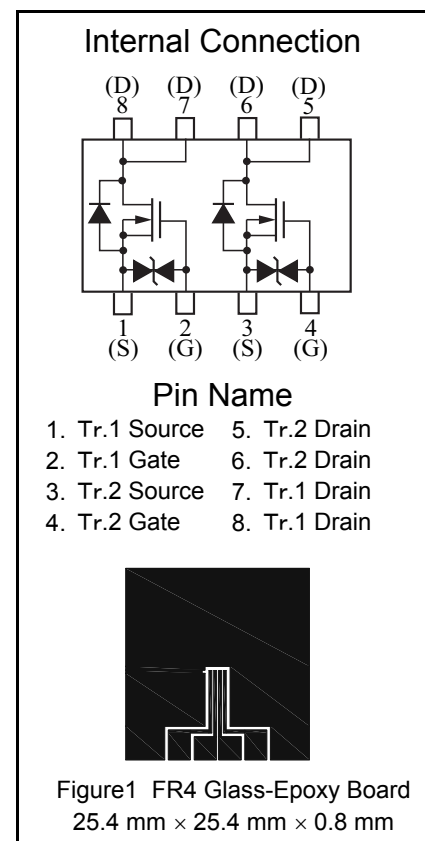 Internal Connection
(D) (D) (D) (D)
8 7 6 5
1 2 3 4
(S) (G) (S) (G)
Pin Name
1. Tr.1 Source 5. Tr.2 Drain
2. Tr.1 Gate 6. Tr.2 Drain
3. Tr.2 Source 7. Tr.1 Drain
4. Tr.2 Gate 8. Tr.1 Drain
Figure1 FR4 Glass-Epoxy Board
25.4 mm × 25.4 mm × 0.8 mm